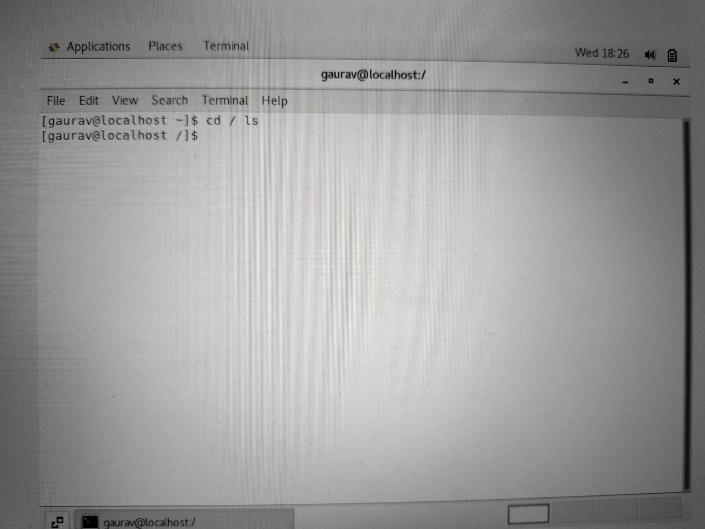 Applications Places Terminal Wed 18:26
gaurav@localhost:/
File Edit View Search Terminal Help
[gaurav@localhost ~]$ cd / ls
[gaurav@localhost /]$
gaurav@localhost:/